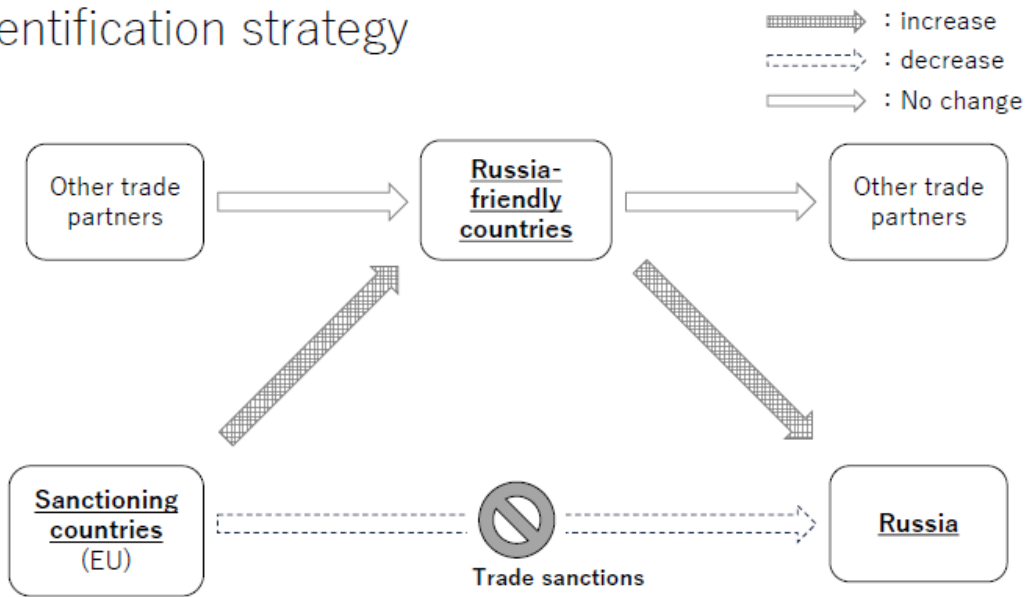 entification strategy
: increase
: decrease
: No change
Other trade
partners
Russia-
friendly
countries
Other trade
partners
Sanctioning
countries
(EU)
Trade sanctions
Russia